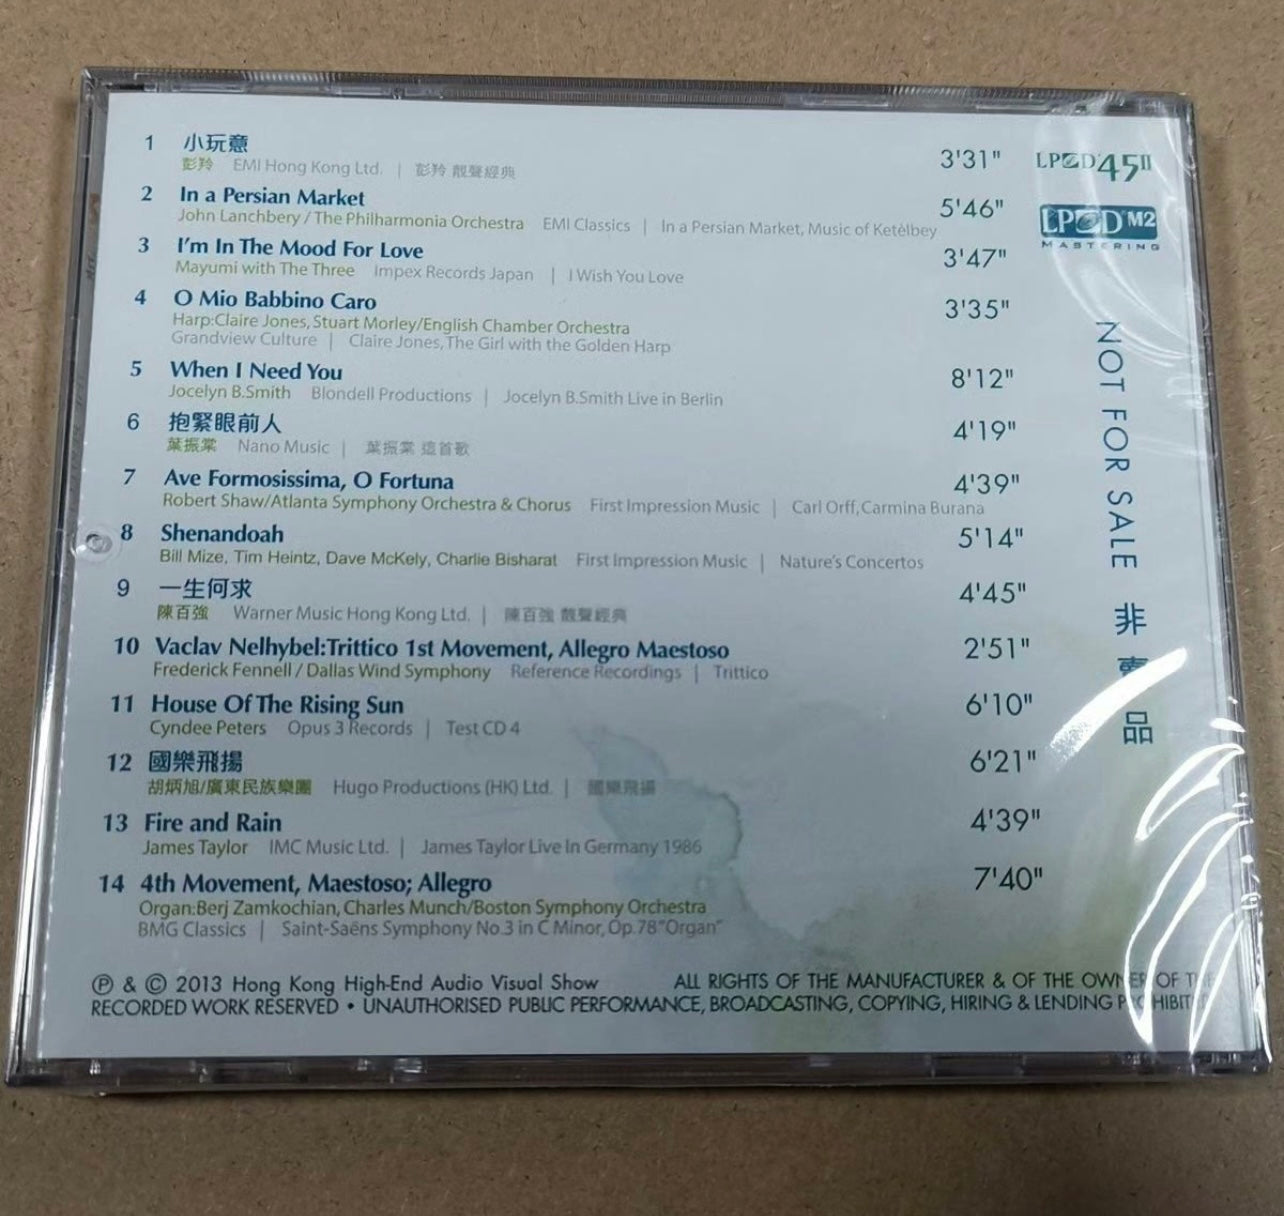 1 小玩意 3'31"
彭羚 EMI Hong Kong Ltd. | 彭羚 靚聲經典
2 In a Persian Market 5'46"
John Lanchbery / The Philharmonia Orchestra EMI Classics | In a Persian Market, Music of Ketèlbey
3 I'm In The Mood For Love 3'47"
Mayumi with The Three Impex Records Japan | I Wish You Love
4 O Mio Babbino Caro 3'35"
Harp:Claire Jones, Stuart Morley/English Chamber Orchestra
Grandview Culture | Claire Jones, The Girl with the Golden Harp
5 When I Need You 8'12"
Jocelyn B.Smith Blondell Productions | Jocelyn B.Smith Live in Berlin
6 抱緊眼前人 4'19"
葉振棠 Nano Music | 葉振棠 這首歌
7 Ave Formosissima, O Fortuna 4'39"
Robert Shaw/Atlanta Symphony Orchestra & Chorus First Impression Music | Carl Orff, Carmina Burana
8 Shenandoah 5'14"
Bill Mize, Tim Heintz, Dave McKely, Charlie Bisharat First Impression Music | Nature's Concertos
9 一生何求 4'45"
陳百強 Warner Music Hong Kong Ltd. | 陳百強 靚聲經典
10 Vaclav Nelhybel:Trittico 1st Movement, Allegro Maestoso 2'51"
Frederick Fennell / Dallas Wind Symphony Reference Recordings | Trittico
11 House Of The Rising Sun 6'10"
Cyndee Peters Opus 3 Records | Test CD 4
12 國樂飛揚 6'21"
胡炳旭/廣東民族樂團 Hugo Productions (HK) Ltd. | 國樂飛揚
13 Fire and Rain 4'39"
James Taylor IMC Music Ltd. | James Taylor Live In Germany 1986
14 4th Movement, Maestoso; Allegro 7'40"
Organ:Berj Zamkochian, Charles Munch/Boston Symphony Orchestra
BMG Classics | Saint-Saëns Symphony No.3 in C Minor, Op.78"Organ"
Ⓟ & © 2013 Hong Kong High-End Audio Visual Show ALL RIGHTS OF THE MANUFACTURER & OF THE OWNER OF THE
RECORDED WORK RESERVED • UNAUTHORISED PUBLIC PERFORMANCE, BROADCASTING, COPYING, HIRING & LENDING PROHIBITED
LPCD45II
LPCD M2
MASTERING
NOT FOR SALE 非賣品